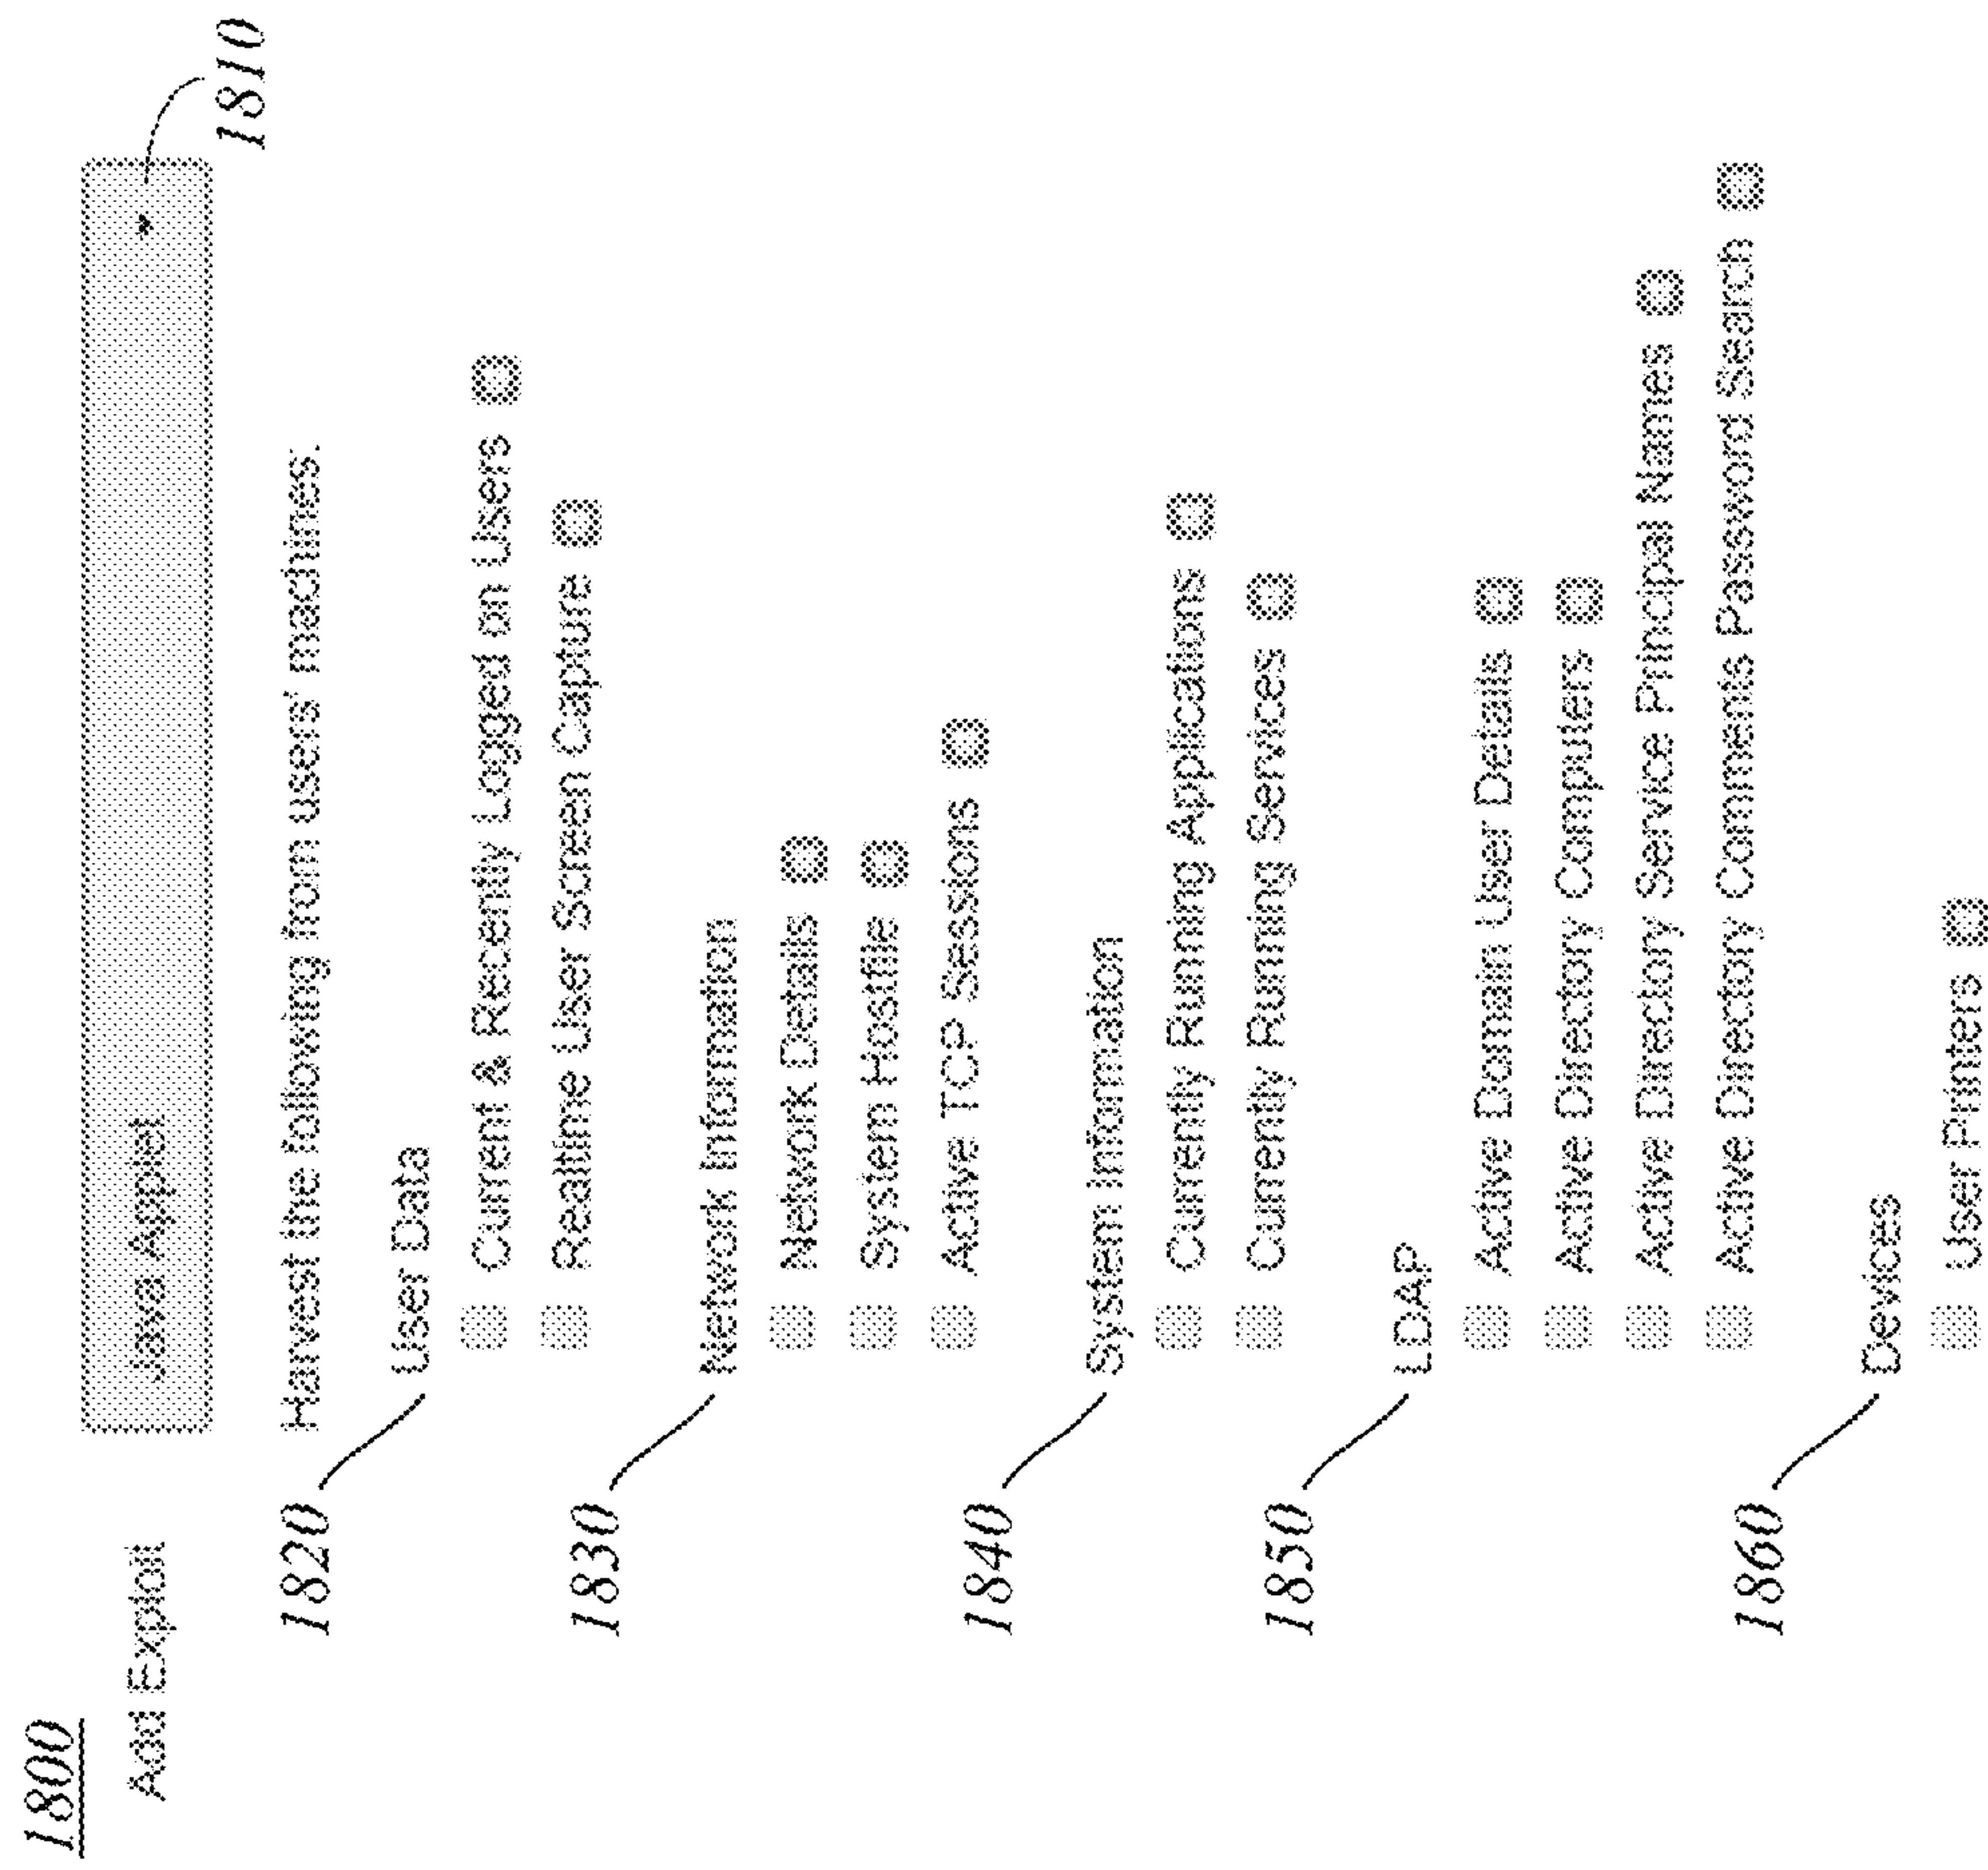 1800
Add Exploit
Java Applet
1810
Harvest the following from users' machines.
1820
User Data
Current & Recently Logged on Users
Realtime User Screen Capture
1830
Network Information
Network Details
System Hostfile
Active TCP Sessions
1840
System Information
Currently Running Applications
Currently Running Services
1850
LDAP
Active Domain User Details
Active Directory Computers
Active Directory Service Principal Names
Active Directory Comments Password Search
1860
Devices
User Printers